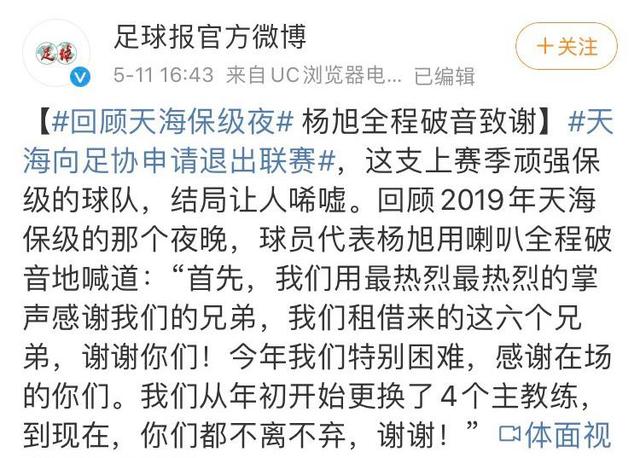 足球报官方微博
足球
+关注
5-11 16:43 来自UC浏览器电... 已编辑
【#回顾天海保级夜# 杨旭全程破音致谢】#天
海向足协申请退出联赛#，这支上赛季顽强保
级的球队，结局让人唏嘘。回顾2019年天海
保级的那个夜晚，球员代表杨旭用喇叭全程破
音地喊道：“首先，我们用最热烈最热烈的掌
声感谢我们的兄弟，我们租借来的这六个兄
弟，谢谢你们！今年我们特别困难，感谢在场
的你们。我们从年初开始更换了4个主教练，
到现在，你们都不离不弃，谢谢！” 体面视